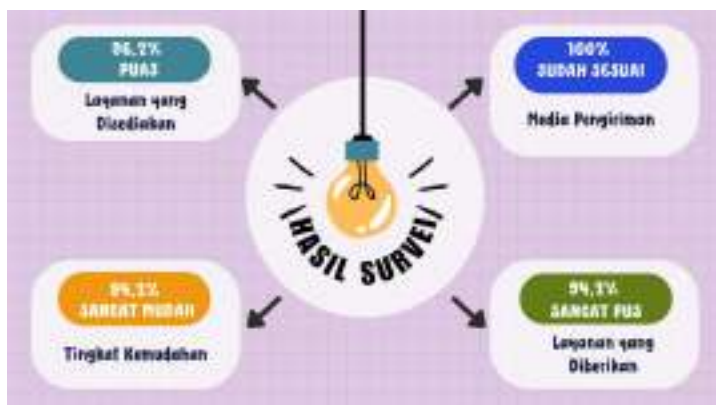 PUAS
Layanan yang
Disediakan
100%
SUDAH SESUAI
Media Pengiriman
HASIL SURVEI
SANGAT MUDAH
Tingkat Kemudahan
SANGAT PUS
Layanan yang
Diberikan